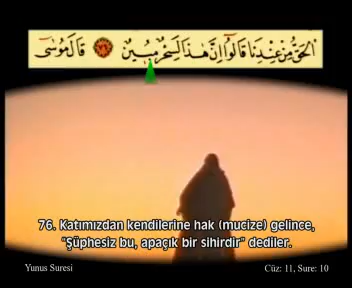 الْحَقُّ مِنْ عِنْدِنَا قَالُوٓا اِنَّ هٰذَا لَسِحْرٌ مُب۪ينٌ ﴿٧٦﴾ قَالَ مُوسٰٓى
76. Katımızdan kendilerine hak (mucize) gelince,
"Şüphesiz bu, apaçık bir sihirdir" dediler.
Yunus Suresi Cüz: 11, Sure: 10